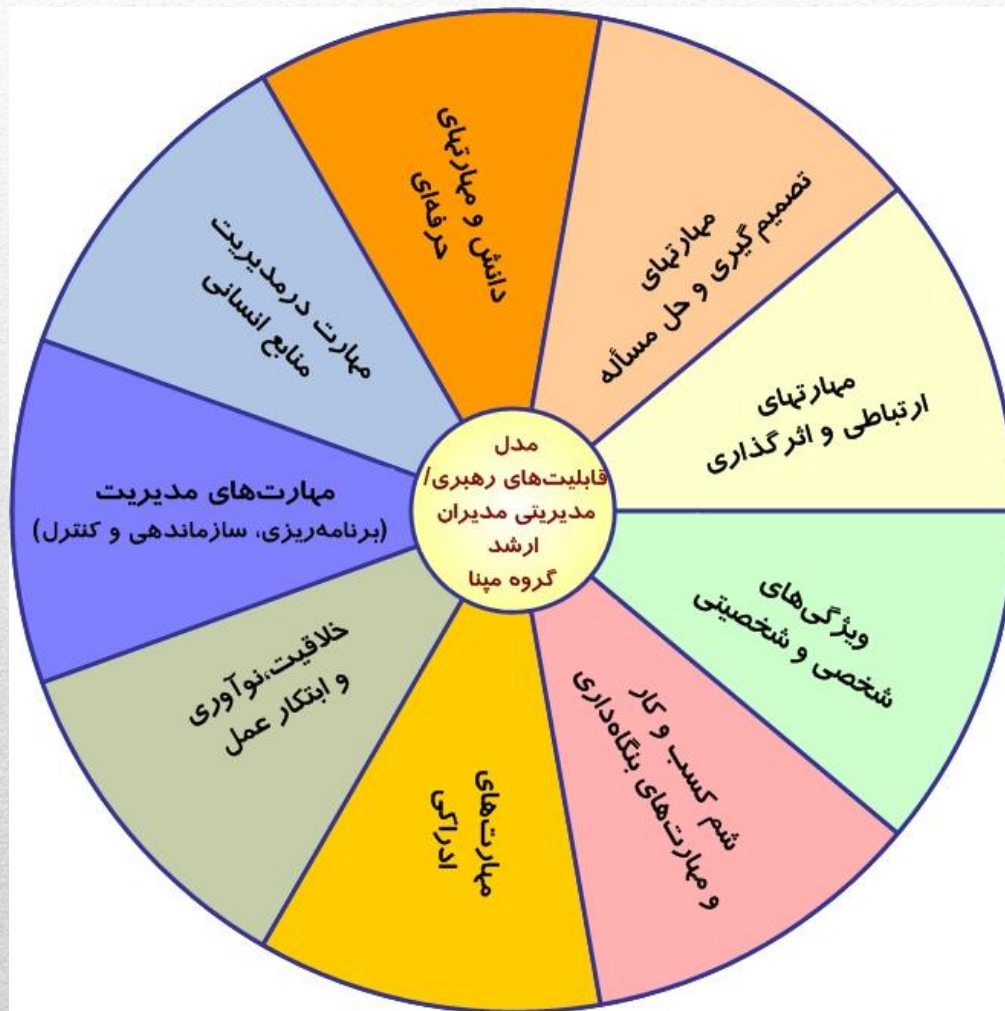 مدل
قابلیت‌های رهبری/
مدیریتی مدیران
ارشد
گروه مپنا
دانش و مهارتهای
حرفه‌ای
مهارتهای
تصمیم‌گیری و حل مسأله
مهارتهای
ارتباطی و اثرگذاری
ویژگی‌های
شخصی و شخصیتی
شم کسب و کار
و مهارت‌های بنگاه‌داری
مهارت‌های
ادراکی
خلاقیت،نوآوری
و ابتکار عمل
مهارت‌های مدیریت
(برنامه‌ریزی، سازماندهی و کنترل)
مهارت درمدیریت
منابع انسانی